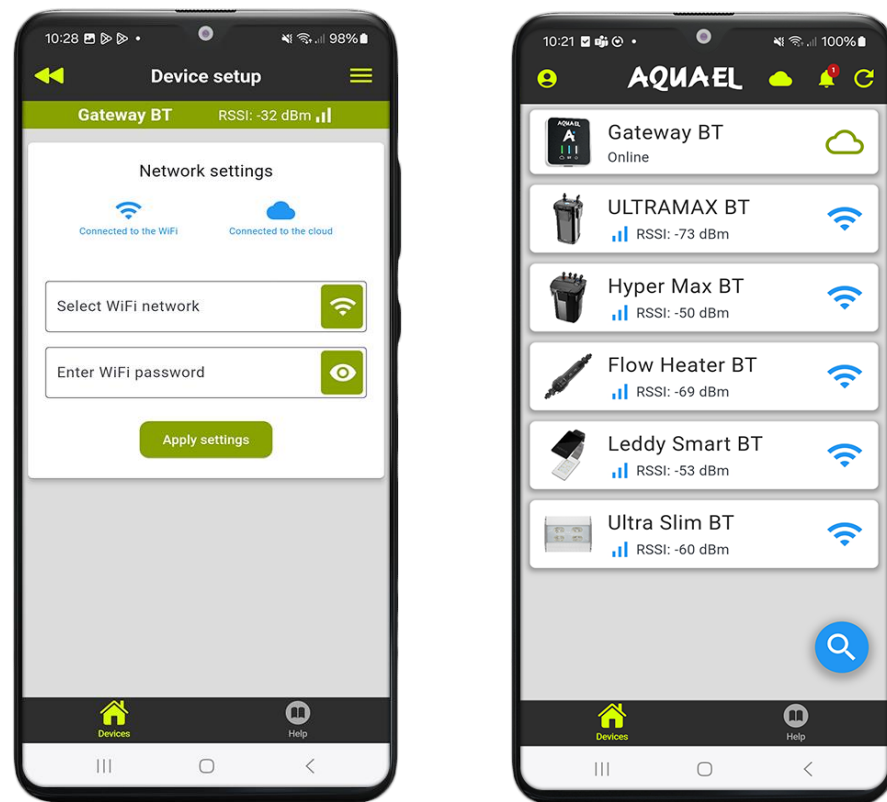 10:28
98%
Device setup
Gateway BT RSSI: -32 dBm
Network settings
Connected to the WiFi Connected to the cloud
Select WiFi network
Enter WiFi password
Apply settings
Devices Help
10:21
100%
AQUAEL
1
AQUAEL
A
Gateway BT
Online
ULTRAMAX BT
RSSI: -73 dBm
Hyper Max BT
RSSI: -50 dBm
Flow Heater BT
RSSI: -69 dBm
Leddy Smart BT
RSSI: -53 dBm
Ultra Slim BT
RSSI: -60 dBm
Devices Help